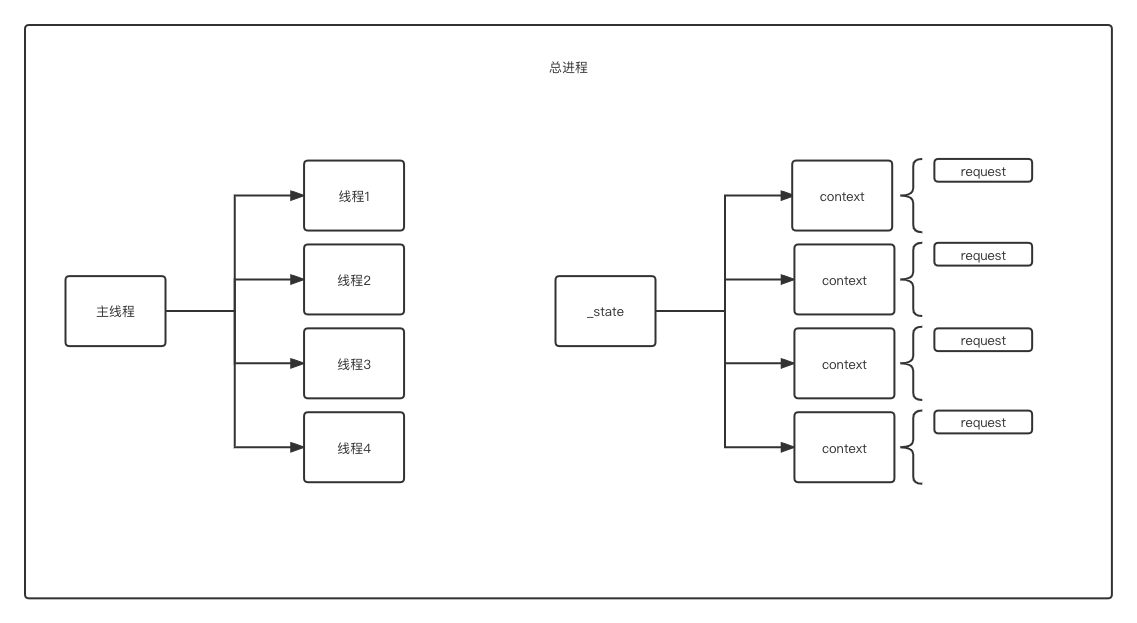 总进程
主线程
线程1
线程2
线程3
线程4
_state
context
request
context
request
context
request
context
request